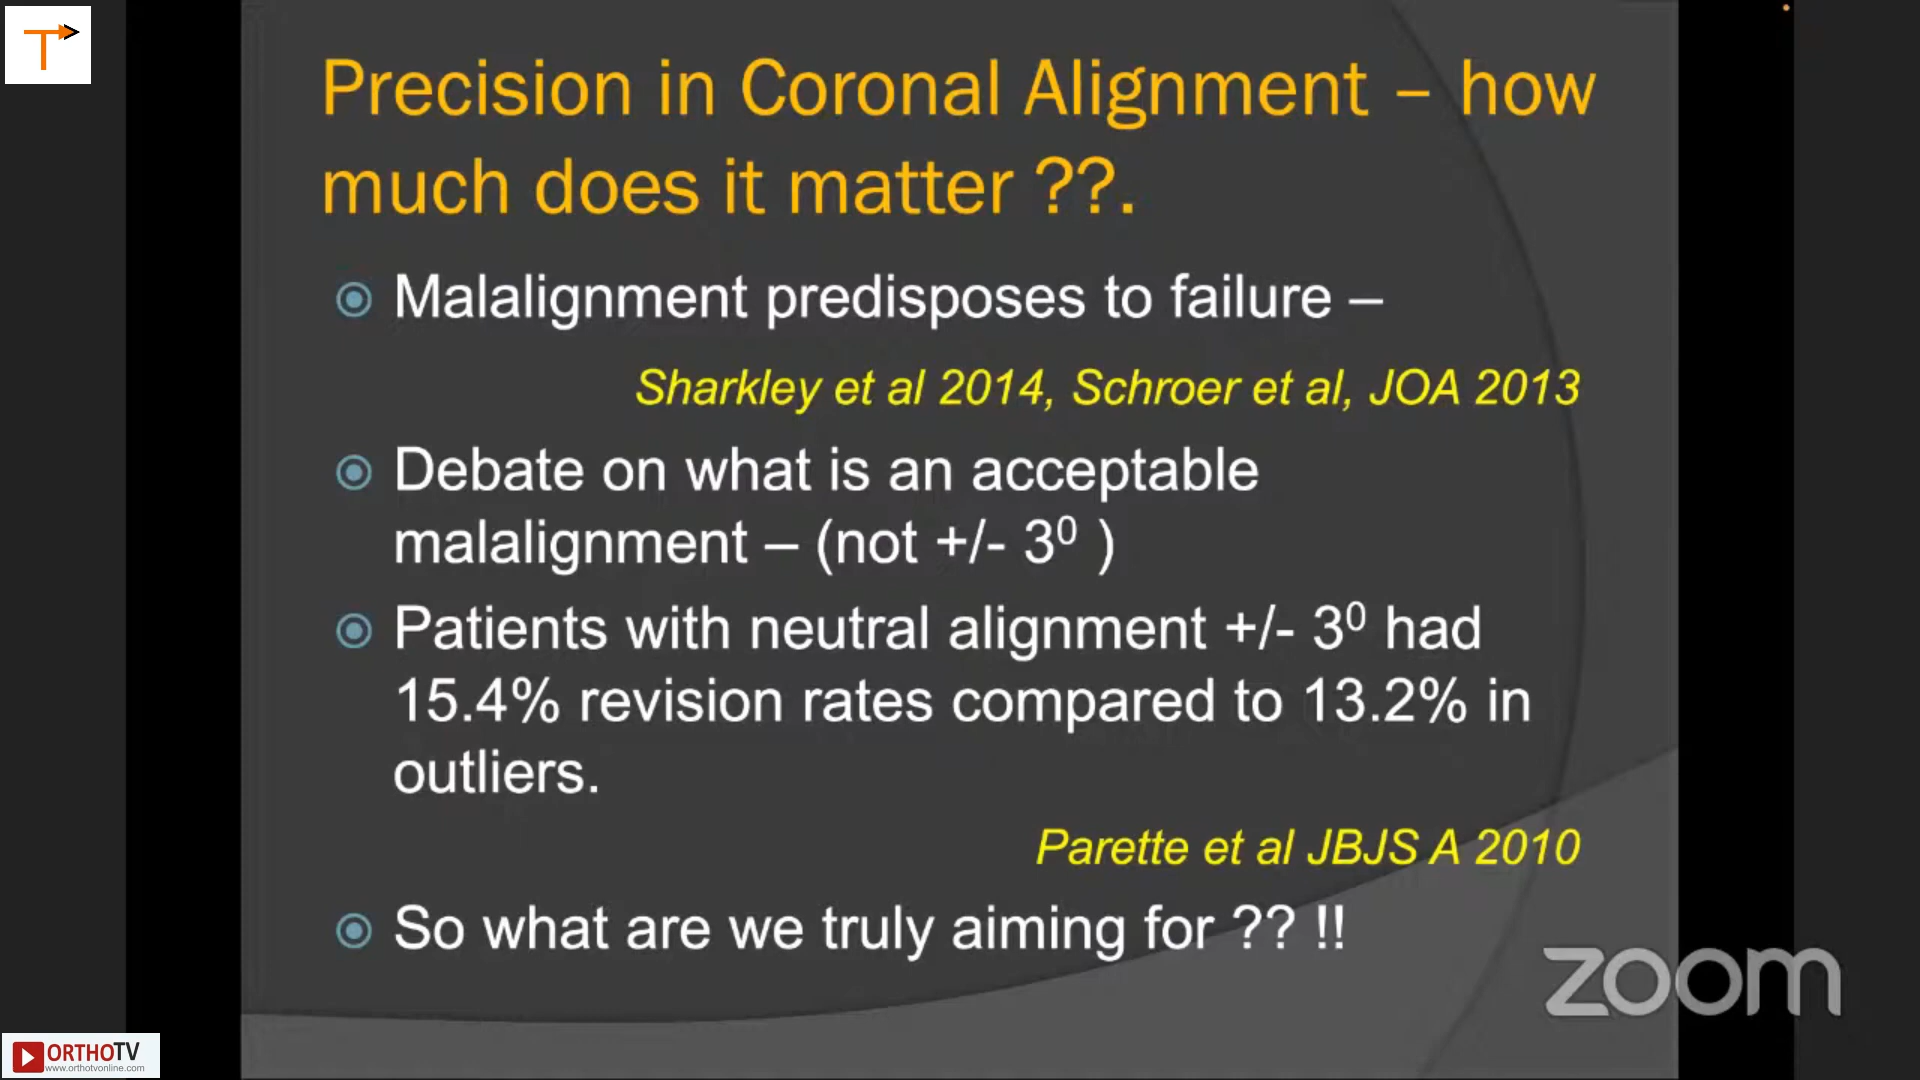 T
Precision in Coronal Alignment – how
much does it matter ??.
Malalignment predisposes to failure –
Sharkley et al 2014, Schroer et al, JOA 2013
Debate on what is an acceptable
malalignment – (not +/- 3⁰ )
Patients with neutral alignment +/- 3⁰ had
15.4% revision rates compared to 13.2% in
outliers.
Parette et al JBJS A 2010
So what are we truly aiming for ?? !!
zoom
ORTHOTV
www.orthotvonline.com